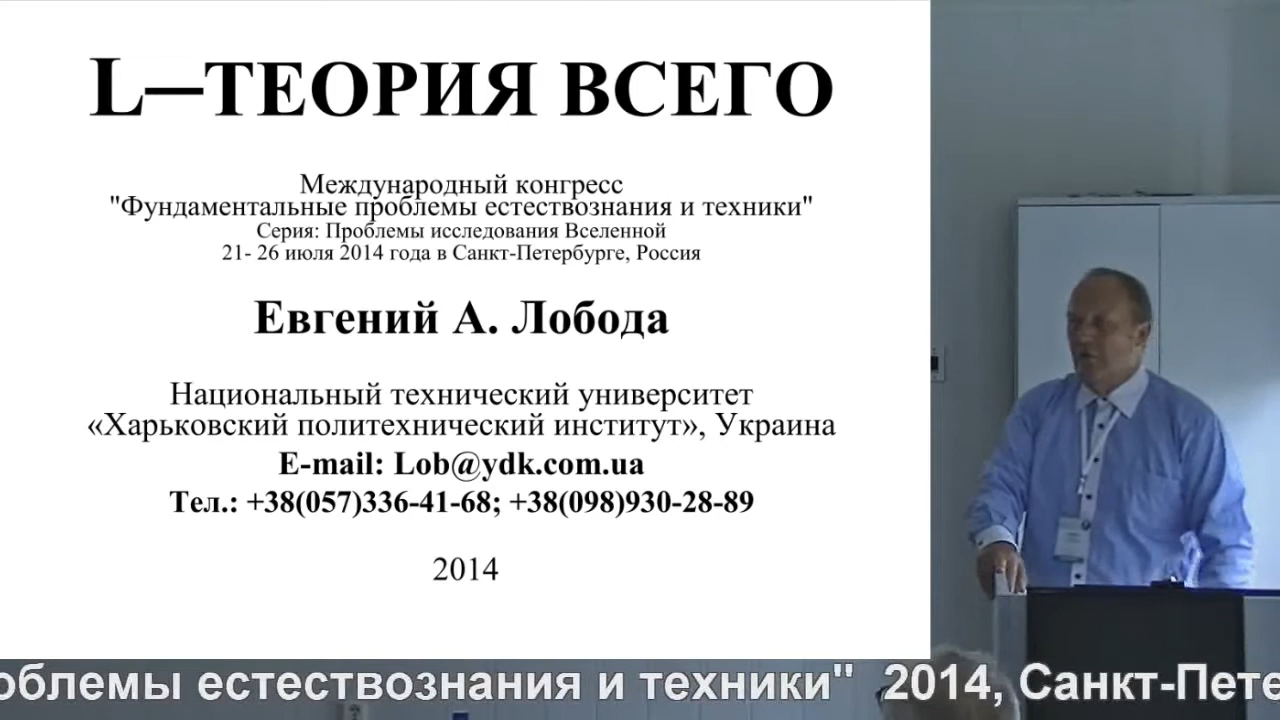 L—ТЕОРИЯ ВСЕГО
Международный конгресс
"Фундаментальные проблемы естествознания и техники"
Серия: Проблемы исследования Вселенной
21- 26 июля 2014 года в Санкт-Петербурге, Россия
Евгений А. Лобода
Национальный технический университет
«Харьковский политехнический институт», Украина
E-mail: Lob@ydk.com.ua
Тел.: +38(057)336-41-68; +38(098)930-28-89
2014
облемы естествознания и техники" 2014, Санкт-Пете